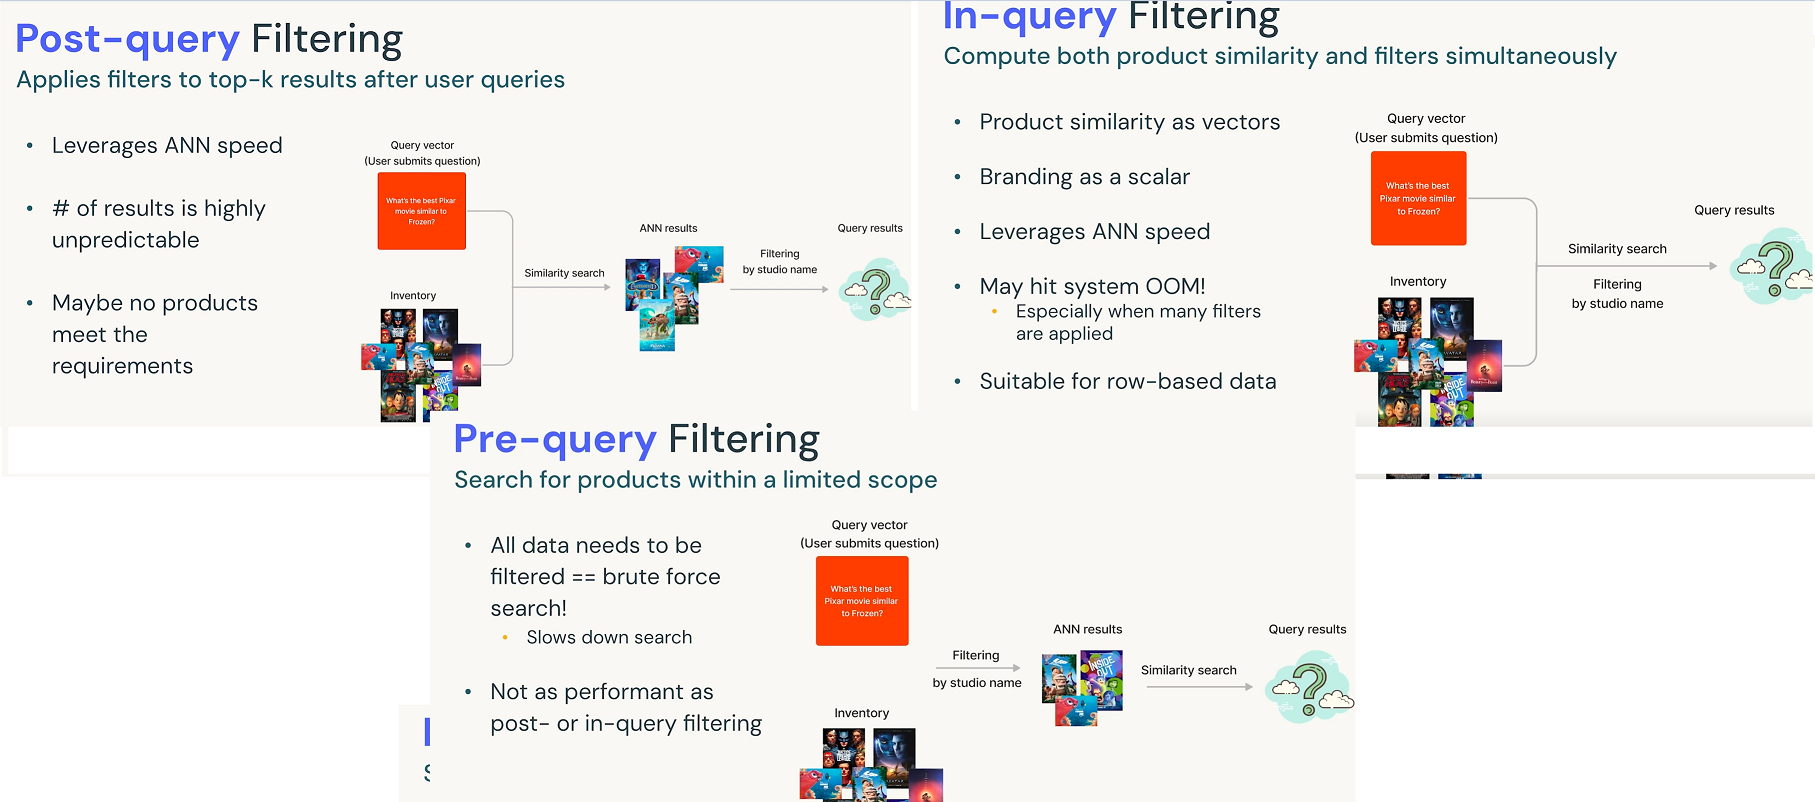 Post-query Filtering
Applies filters to top-k results after user queries
• Leverages ANN speed
• # of results is highly
unpredictable
• Maybe no products
meet the
requirements
Query vector
(User submits question)
What's the best Pixar
movie similar to
Frozen?
Inventory
Similarity search
ANN results
Filtering
by studio name
Query results
In-query Filtering
Compute both product similarity and filters simultaneously
• Product similarity as vectors
• Branding as a scalar
• Leverages ANN speed
• May hit system OOM!
• Especially when many filters
are applied
• Suitable for row-based data
Query vector
(User submits question)
What's the best
Pixar movie similar
to Frozen?
Inventory
INSIDE
OUT
Similarity search
Filtering
by studio name
Query results
Pre-query Filtering
Search for products within a limited scope
• All data needs to be
filtered == brute force
search!
• Slows down search
• Not as performant as
post- or in-query filtering
Query vector
(User submits question)
What's the best
Pixar movie similar
to Frozen?
Inventory
Filtering
by studio name
ANN results
INSIDE
OUT
Similarity search
Query results